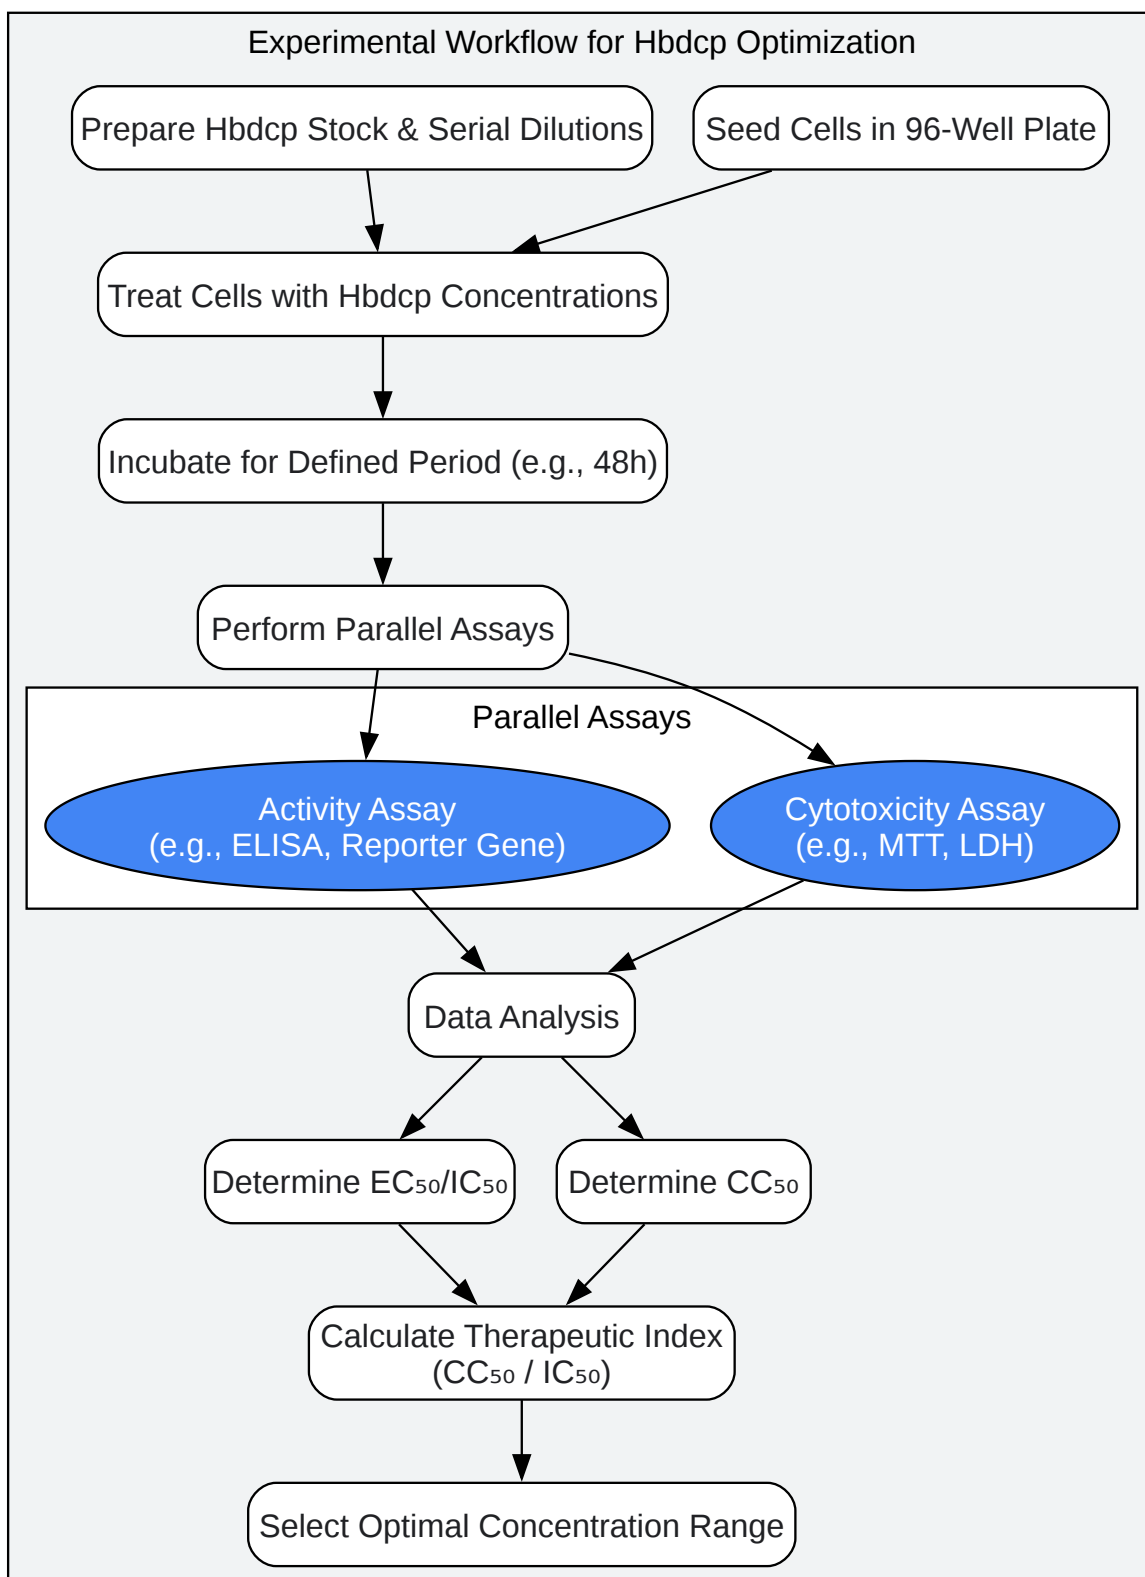 Experimental Workflow for Hbdcp Optimization
Prepare Hbdcp Stock & Serial Dilutions
Seed Cells in 96-Well Plate
Treat Cells with Hbdcp Concentrations
Incubate for Defined Period (e.g., 48h)
Perform Parallel Assays
Parallel Assays
Activity Assay
(e.g., ELISA, Reporter Gene)
Cytotoxicity Assay
(e.g., MTT, LDH)
Data Analysis
Determine EC₅₀/IC₅₀
Determine CC₅₀
Calculate Therapeutic Index
(CC₅₀ / IC₅₀)
Select Optimal Concentration Range